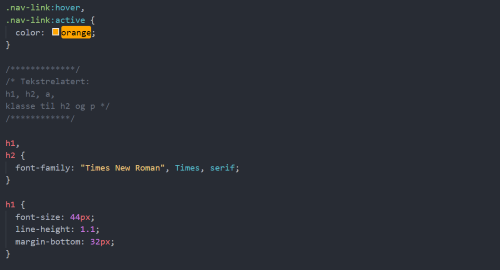 .nav-link:hover,
.nav-link:active {
color: orange;
}
/*************/
/* Tekstrelatert:
h1, h2, a,
klasse til h2 og p */
/************/
h1,
h2 {
font-family: "Times New Roman", Times, serif;
}
h1 {
font-size: 44px;
line-height: 1.1;
margin-bottom: 32px;
}